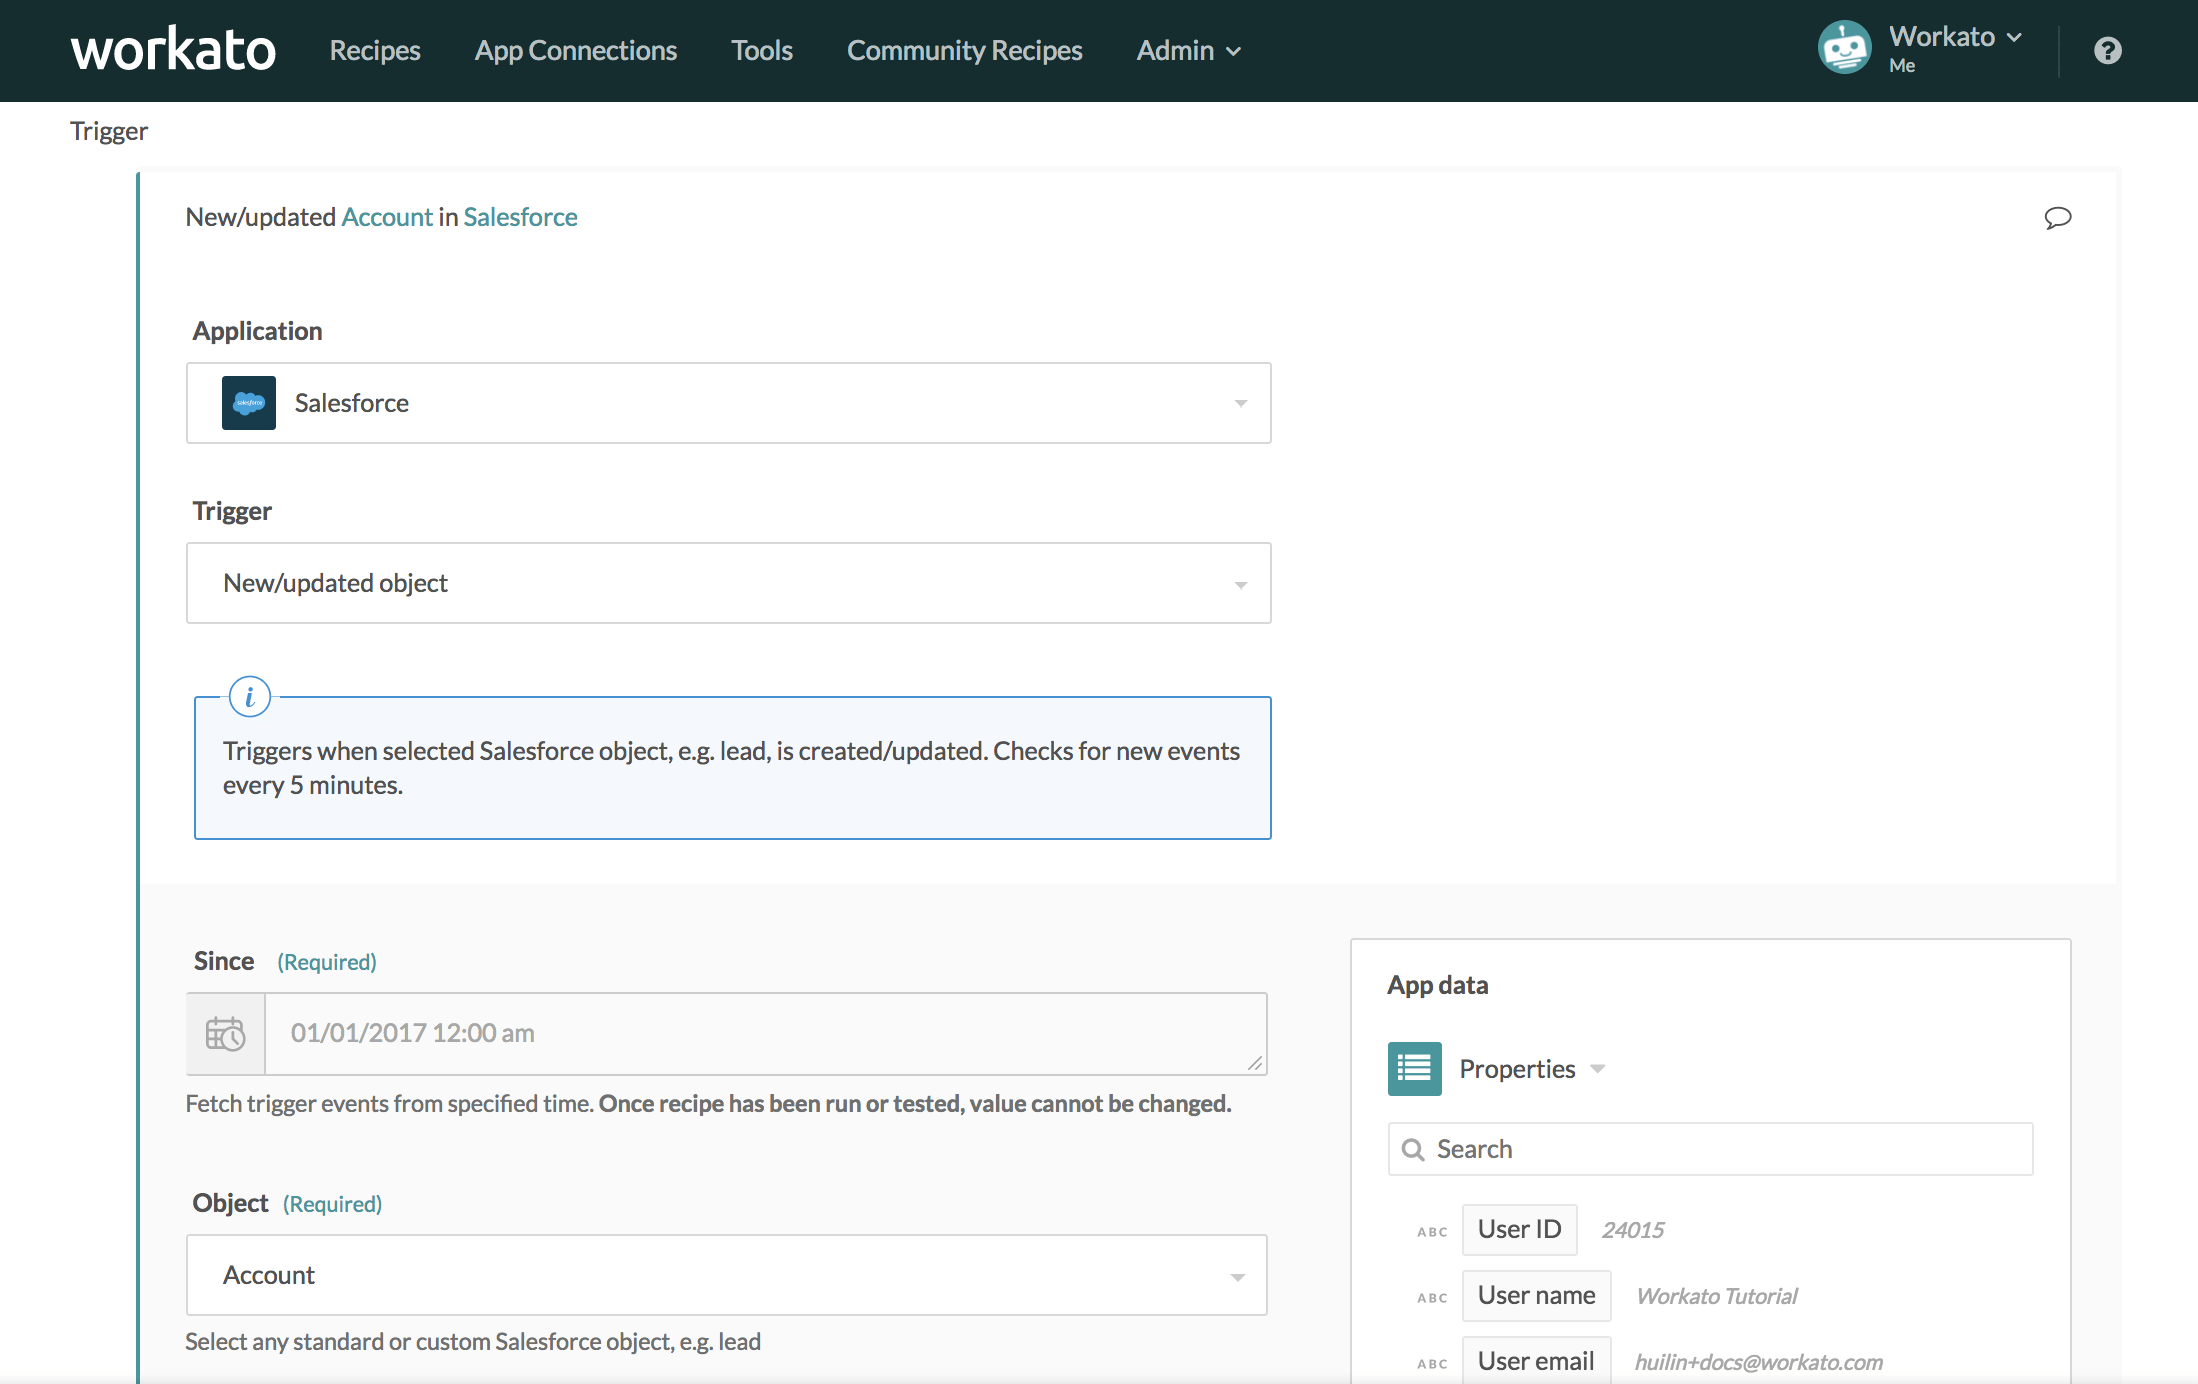 workato Recipes App Connections Tools Community Recipes Admin Workato
Me
Trigger
New/updated Account in Salesforce
Application
salesforce Salesforce
Trigger
New/updated object
i
Triggers when selected Salesforce object, e.g. lead, is created/updated. Checks for new events
every 5 minutes.
Since (Required)
01/01/2017 12:00 am
Fetch trigger events from specified time. Once recipe has been run or tested, value cannot be changed.
Object (Required)
Account
Select any standard or custom Salesforce object, e.g. lead
App data
Properties
Search
ABC User ID 24015
ABC User name Workato Tutorial
ABC User email huilin+docs@workato.com